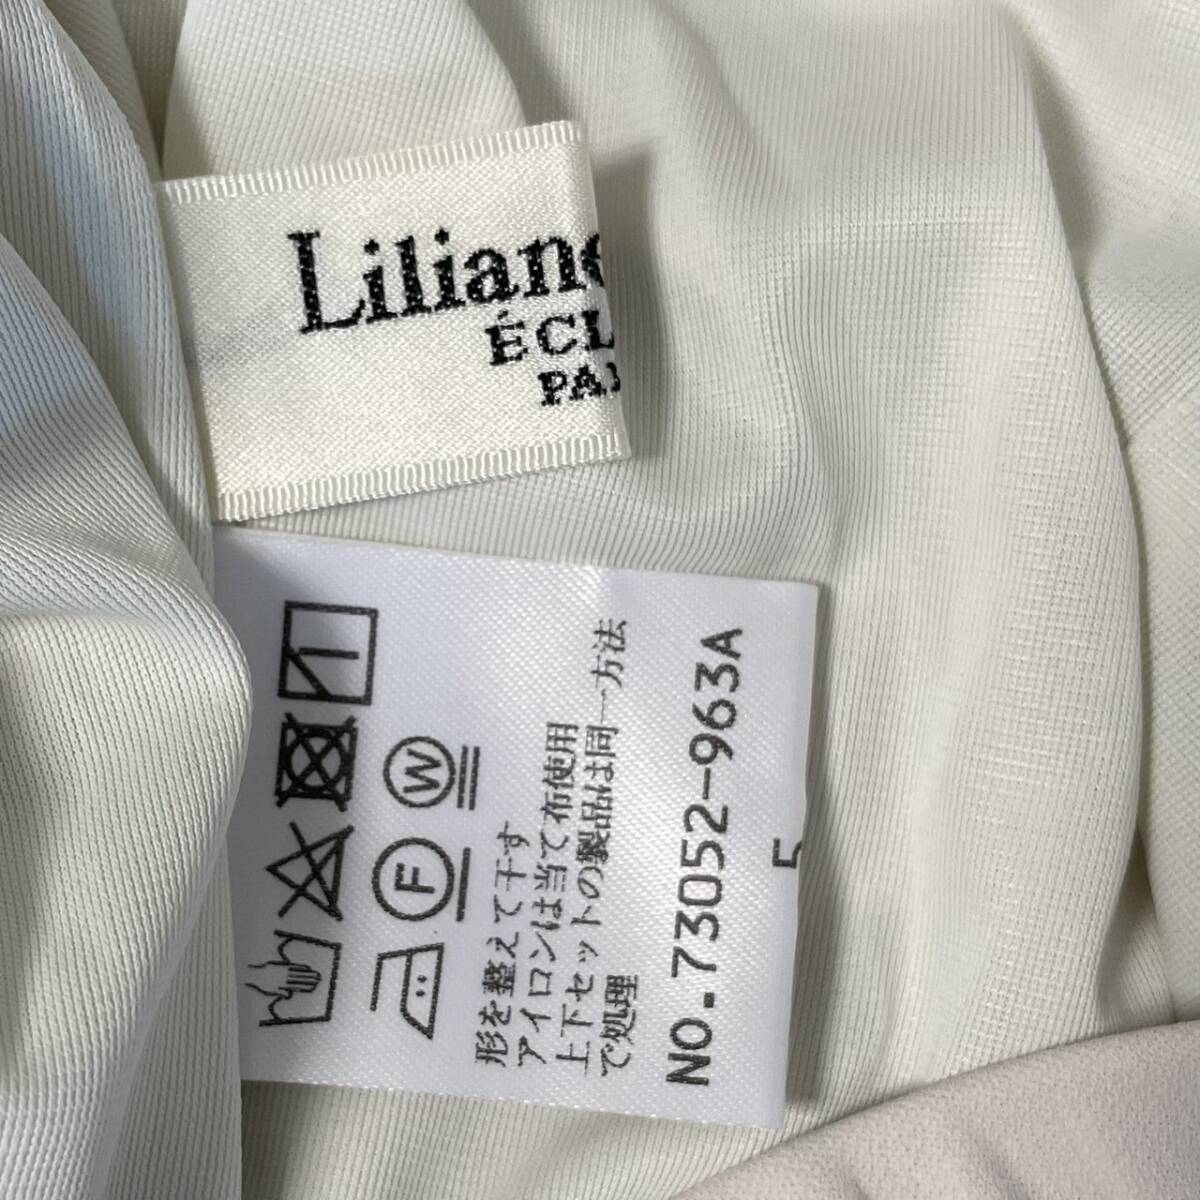 Liliane
ÉCL
PA
W
F
形を整えて干す
アイロンは当て布使用
上下セットの製品は同一方法
で処理
NO.73052-963A
5